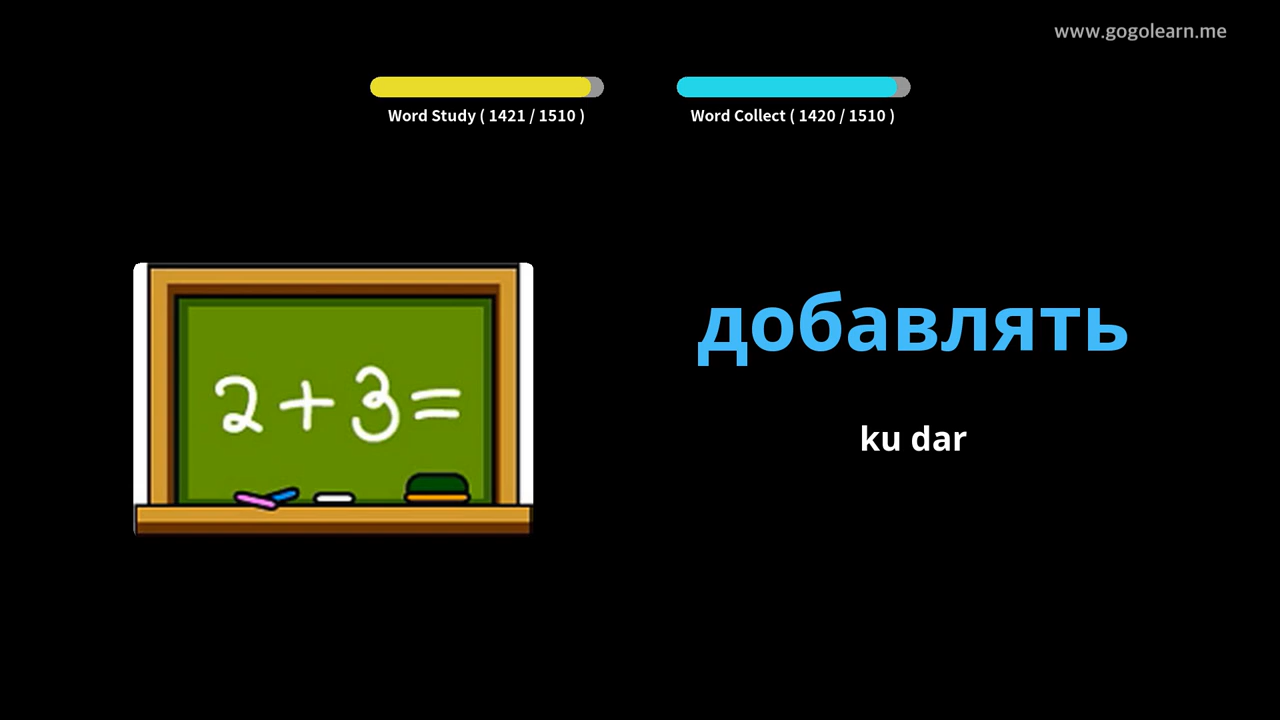 www.gogolearn.me
Word Study ( 1421 / 1510 )
Word Collect ( 1420 / 1510 )
2+3=
добавлять
ku dar